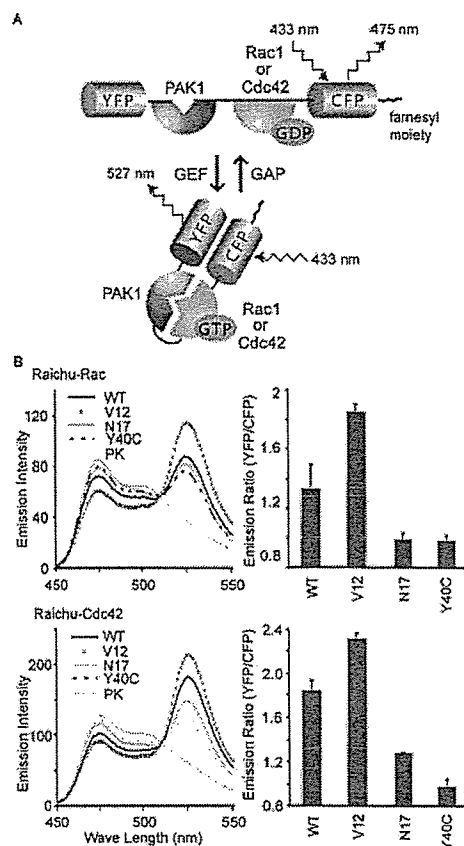 A
433 nm
475 nm
Rac1
or
Cdc42
PAK1
YFP
CFP
GDP
farnesyl
moiety
527 nm
GEF
GAP
YFP
CFP
433 nm
PAK1
GTP
Rac1
or
Cdc42
B
Raichu-Rac
WT
V12
N17
Y40C
PK
Emission Intensity
120
80
40
0
450
500
550
Emission Ratio (YFP/CFP)
2
1.6
1.2
0.8
WT
V12
N17
Y40C
Raichu-Cdc42
WT
V12
N17
Y40C
PK
Emission Intensity
200
100
0
450
500
550
Wave Length (nm)
Emission Ratio (YFP/CFP)
2.4
2.0
1.6
1.2
0.8
WT
V12
N17
Y40C